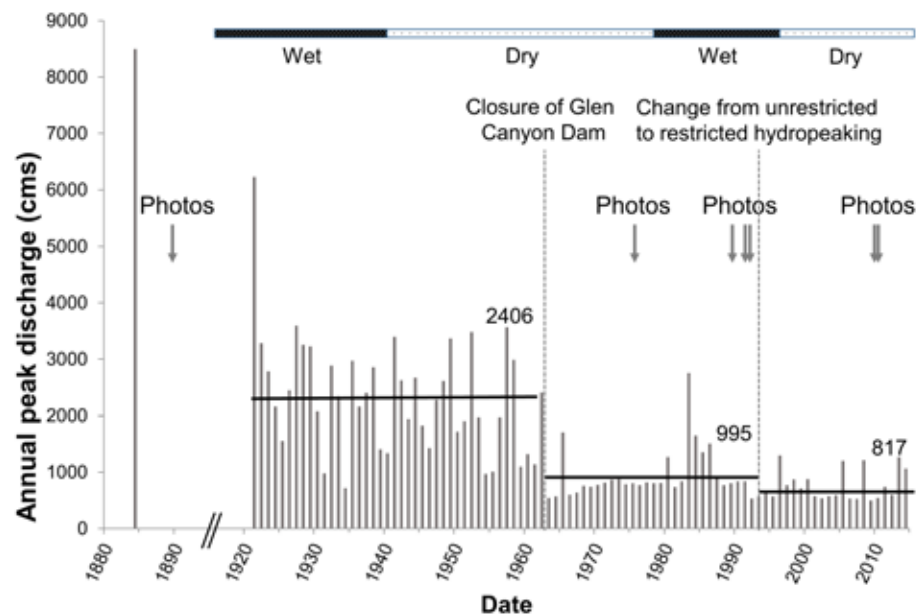 9000
8000
7000
6000
5000
4000
3000
2000
1000
0
Annual peak discharge (cms)
Wet
Dry
Wet
Dry
Closure of Glen
Canyon Dam
Change from unrestricted
to restricted hydropeaking
Photos
Photos
Photos
Photos
2406
995
817
1880
1890
//
1920
1930
1940
1950
1960
1970
1980
1990
2000
2010
Date